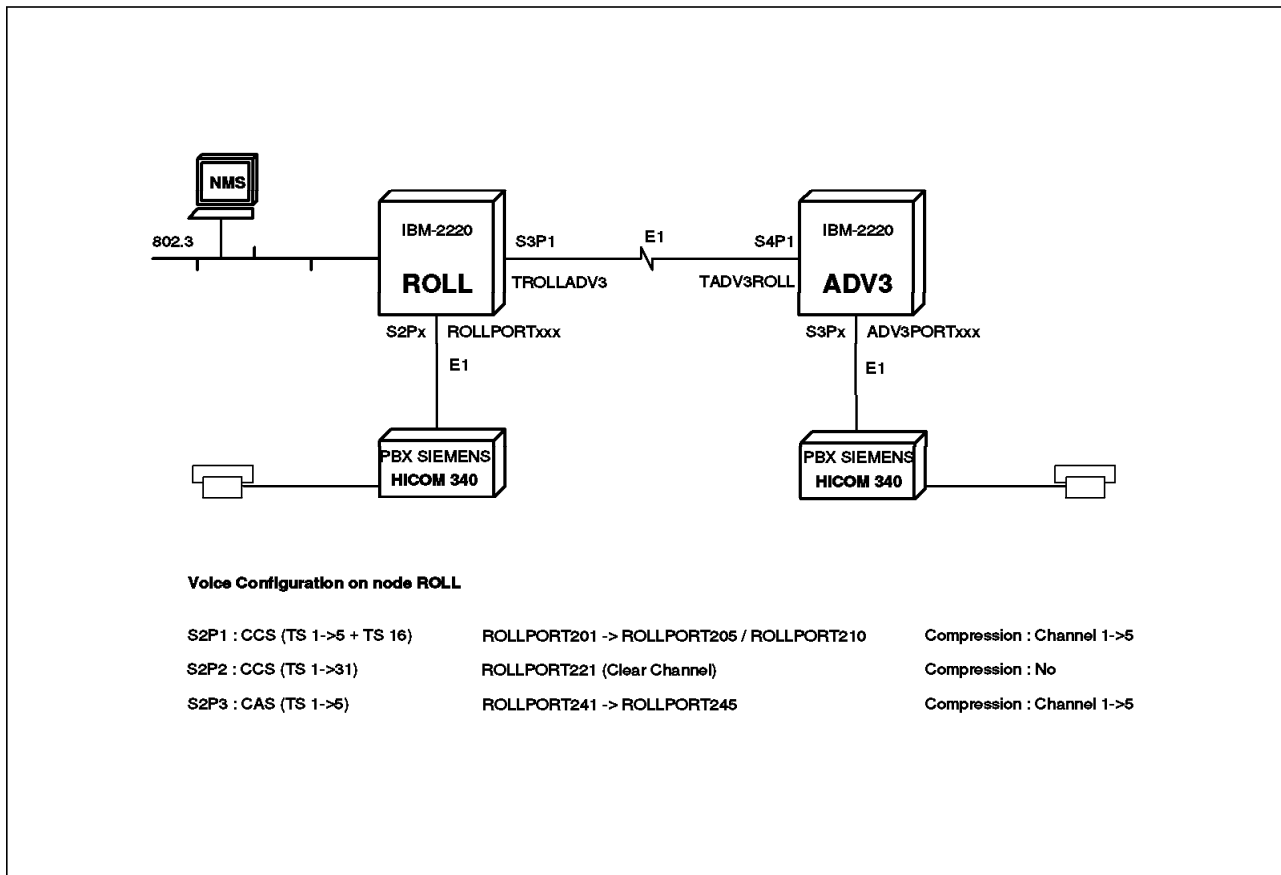 NMS
802.3
IBM-2220
ROLL
S3P1
E1
S4P1
TROLLADV3
TADV3ROLL
IBM-2220
ADV3
S2Px ROLLPORTxxx
E1
S3Px ADV3PORTxxx
E1
PBX SIEMENS
HICOM 340
PBX SIEMENS
HICOM 340
Voice Configuration on node ROLL
S2P1 : CCS (TS 1->5 + TS 16) ROLLPORT201 -> ROLLPORT205 / ROLLPORT210 Compression : Channel 1->5
S2P2 : CCS (TS 1->31) ROLLPORT221 (Clear Channel) Compression : No
S2P3 : CAS (TS 1->5) ROLLPORT241 -> ROLLPORT245 Compression : Channel 1->5